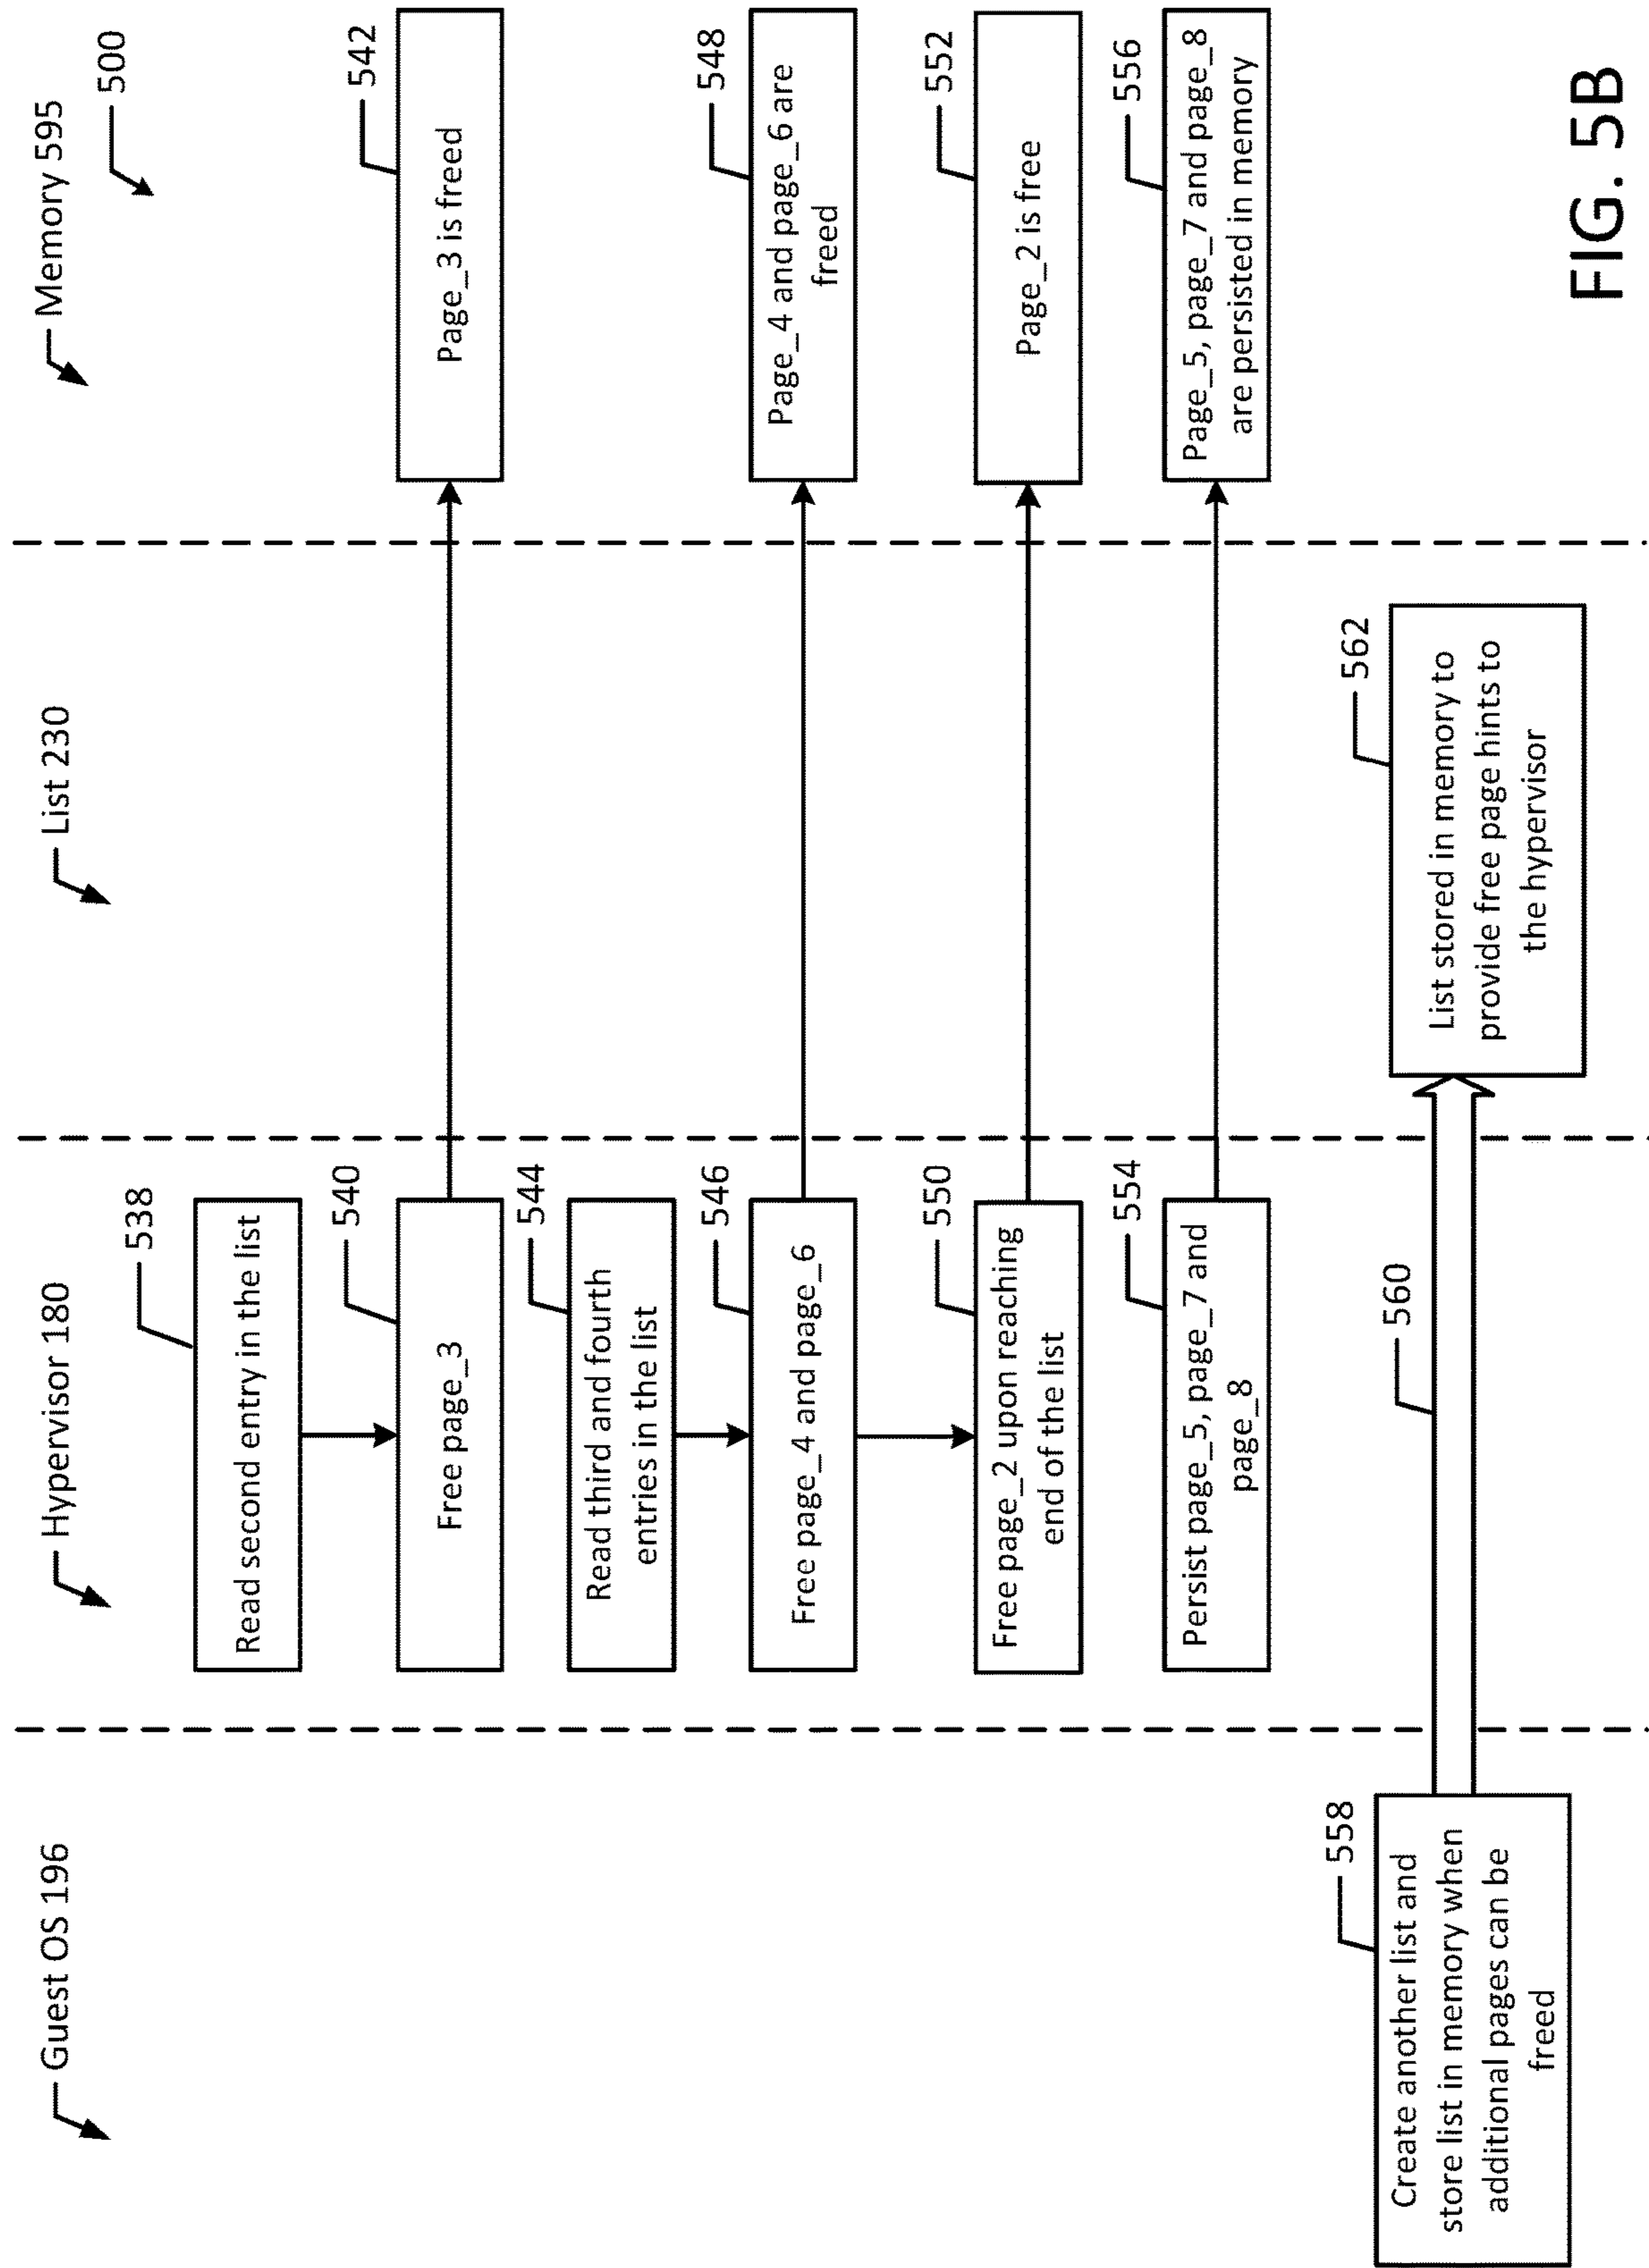 Guest OS 196
Hypervisor 180
List 230
Memory 595
500
538
Read second entry in the list
540
Free page_3
542
Page_3 is freed
544
Read third and fourth
entries in the list
546
Free page_4 and page_6
548
Page_4 and page_6 are
freed
550
Free page_2 upon reaching
end of the list
552
Page_2 is free
554
Persist page_5, page_7 and
page_8
556
Page_5, page_7 and page_8
are persisted in memory
558
Create another list and
store list in memory when
additional pages can be
freed
560
562
List stored in memory to
provide free page hints to
the hypervisor
FIG. 5B